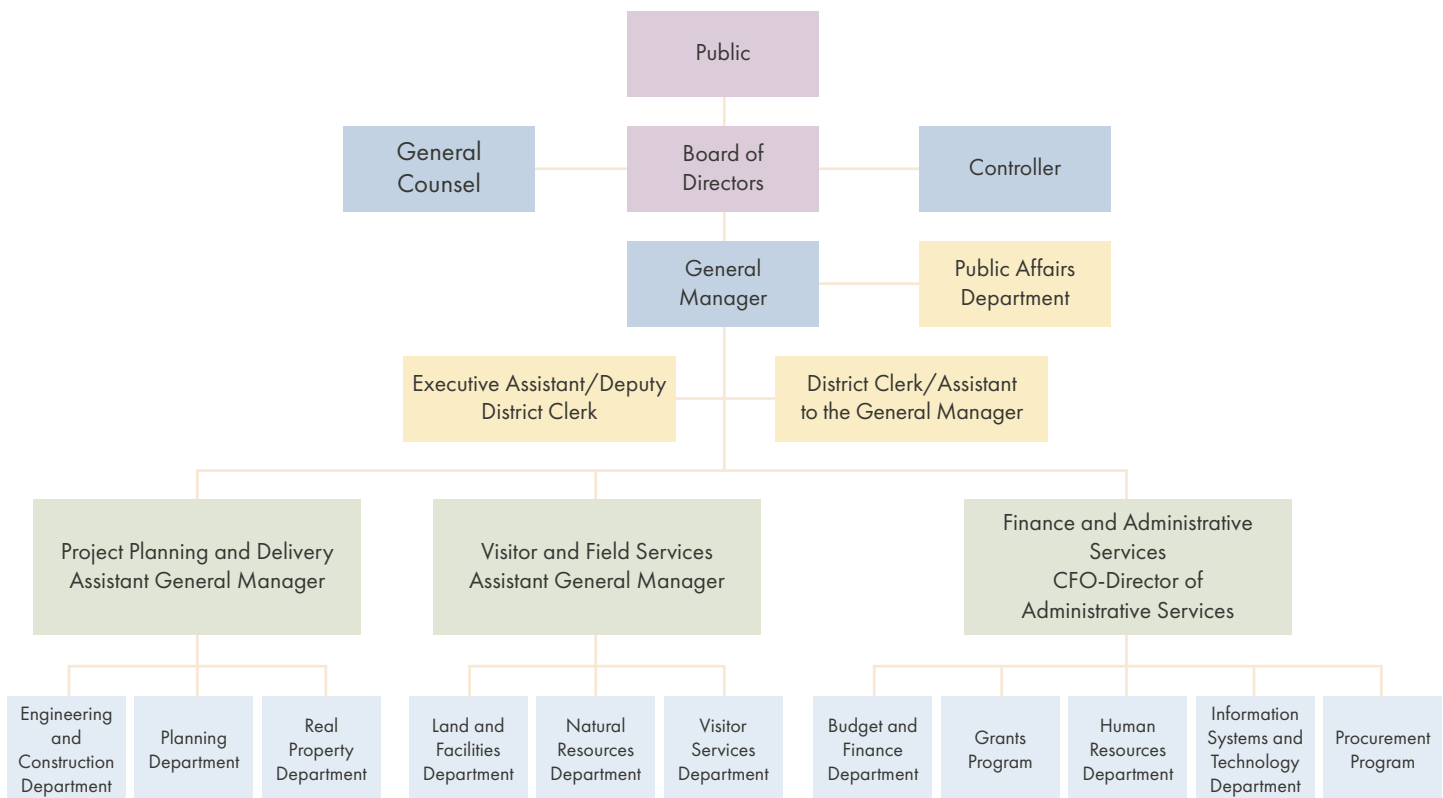 Public
General
Counsel
Board of
Directors
Controller
General
Manager
Public Affairs
Department
Executive Assistant/Deputy
District Clerk
District Clerk/Assistant
to the General Manager
Project Planning and Delivery
Assistant General Manager
Visitor and Field Services
Assistant General Manager
Finance and Administrative
Services
CFO-Director of
Administrative Services
Engineering
and
Construction
Department
Planning
Department
Real
Property
Department
Land and
Facilities
Department
Natural
Resources
Department
Visitor
Services
Department
Budget and
Finance
Department
Grants
Program
Human
Resources
Department
Information
Systems and
Technology
Department
Procurement
Program